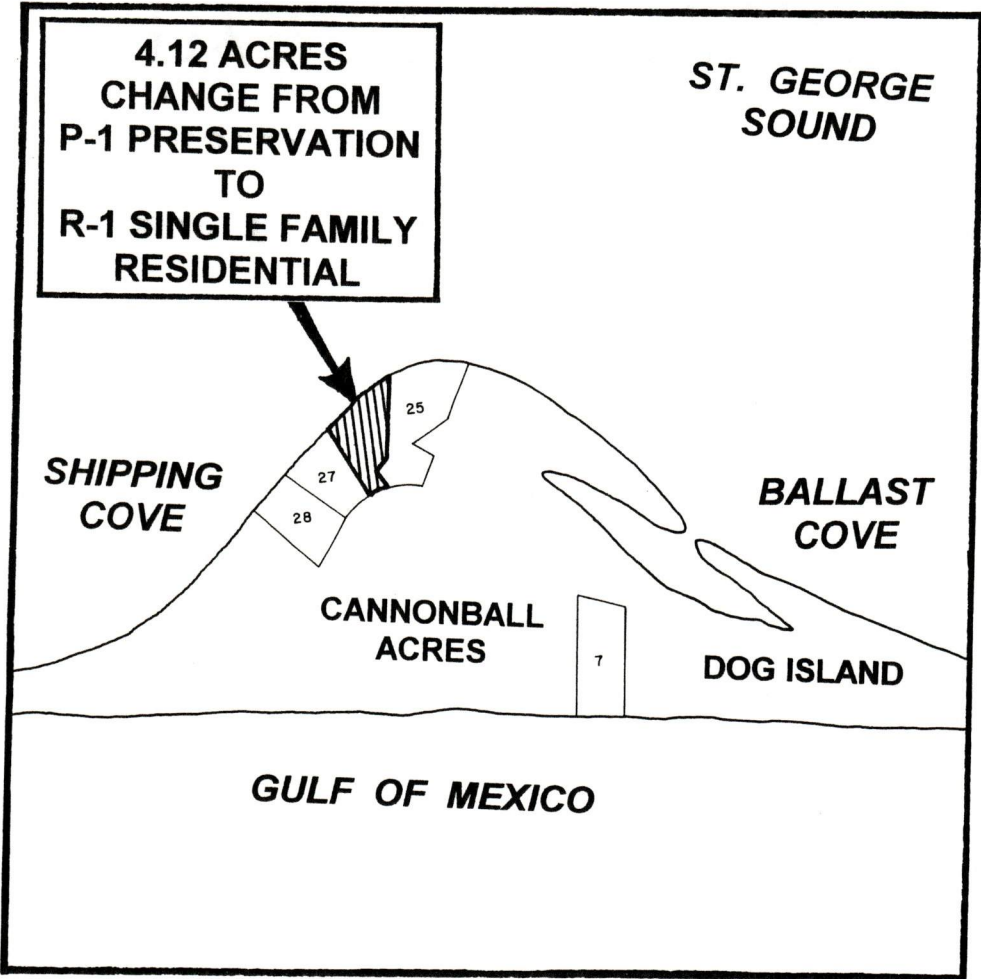 4.12 ACRES
CHANGE FROM
P-1 PRESERVATION
TO
R-1 SINGLE FAMILY
RESIDENTIAL
ST. GEORGE
SOUND
25
SHIPPING
COVE
27
28
BALLAST
COVE
CANNONBALL
ACRES
7
DOG ISLAND
GULF OF MEXICO